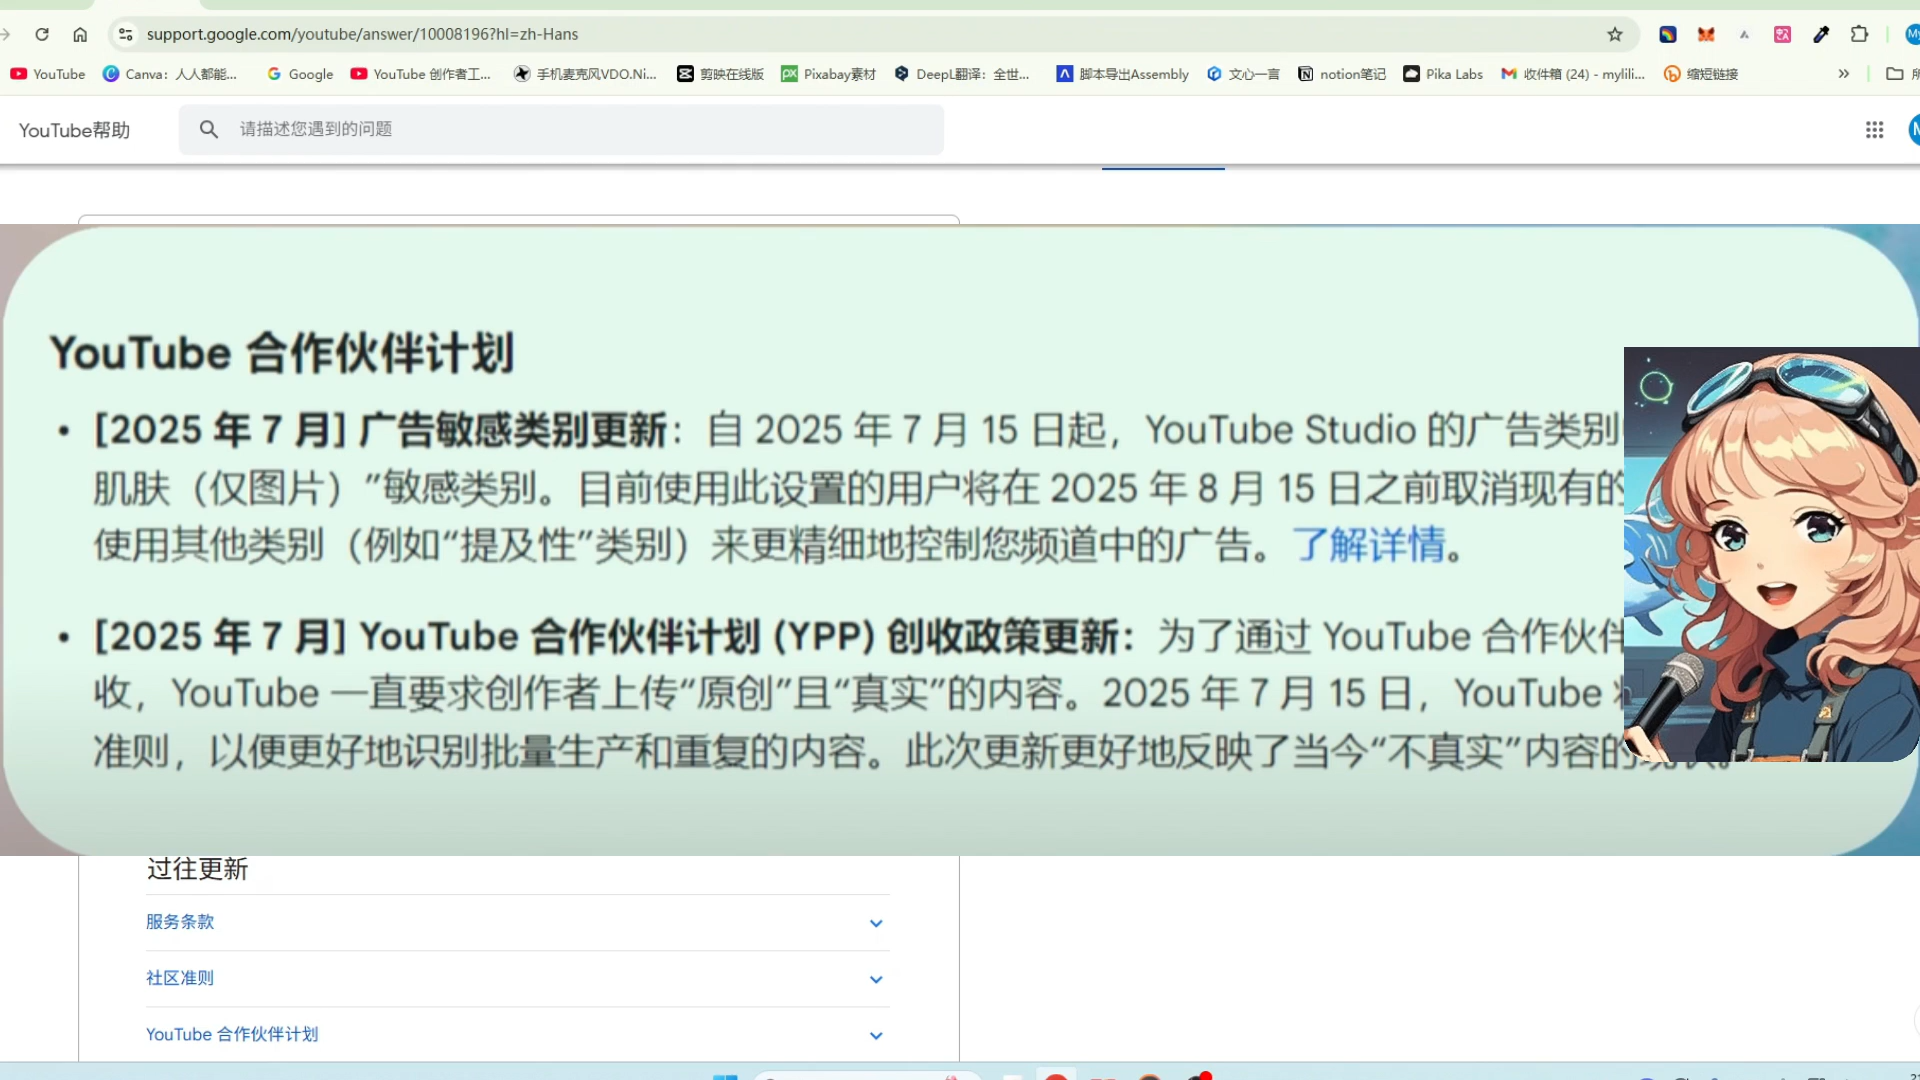 support.google.com/youtube/answer/10008196?hl=zh-Hans
YouTube
Canva：人人都能...
Google
YouTube 创作者工...
手机麦克风VDO.Ni...
剪映在线版
Pixabay素材
DeepL翻译：全世...
脚本导出Assembly
文心一言
notion笔记
Pika Labs
收件箱 (24) - mylili...
缩短链接
YouTube帮助
请描述您遇到的问题
YouTube 合作伙伴计划
• [2025 年 7 月] 广告敏感类别更新：自 2025 年 7 月 15 日起，YouTube Studio 的广告类别
肌肤（仅图片）”敏感类别。目前使用此设置的用户将在 2025 年 8 月 15 日之前取消现有的
使用其他类别（例如“提及性”类别）来更精细地控制您频道中的广告。了解详情。
• [2025 年 7 月] YouTube 合作伙伴计划 (YPP) 创收政策更新：为了通过 YouTube 合作伙伴
收，YouTube 一直要求创作者上传“原创”且“真实”的内容。2025 年 7 月 15 日，YouTube
准则，以便更好地识别批量生产和重复的内容。此次更新更好地反映了当今“不真实”内容的
过往更新
服务条款
社区准则
YouTube 合作伙伴计划